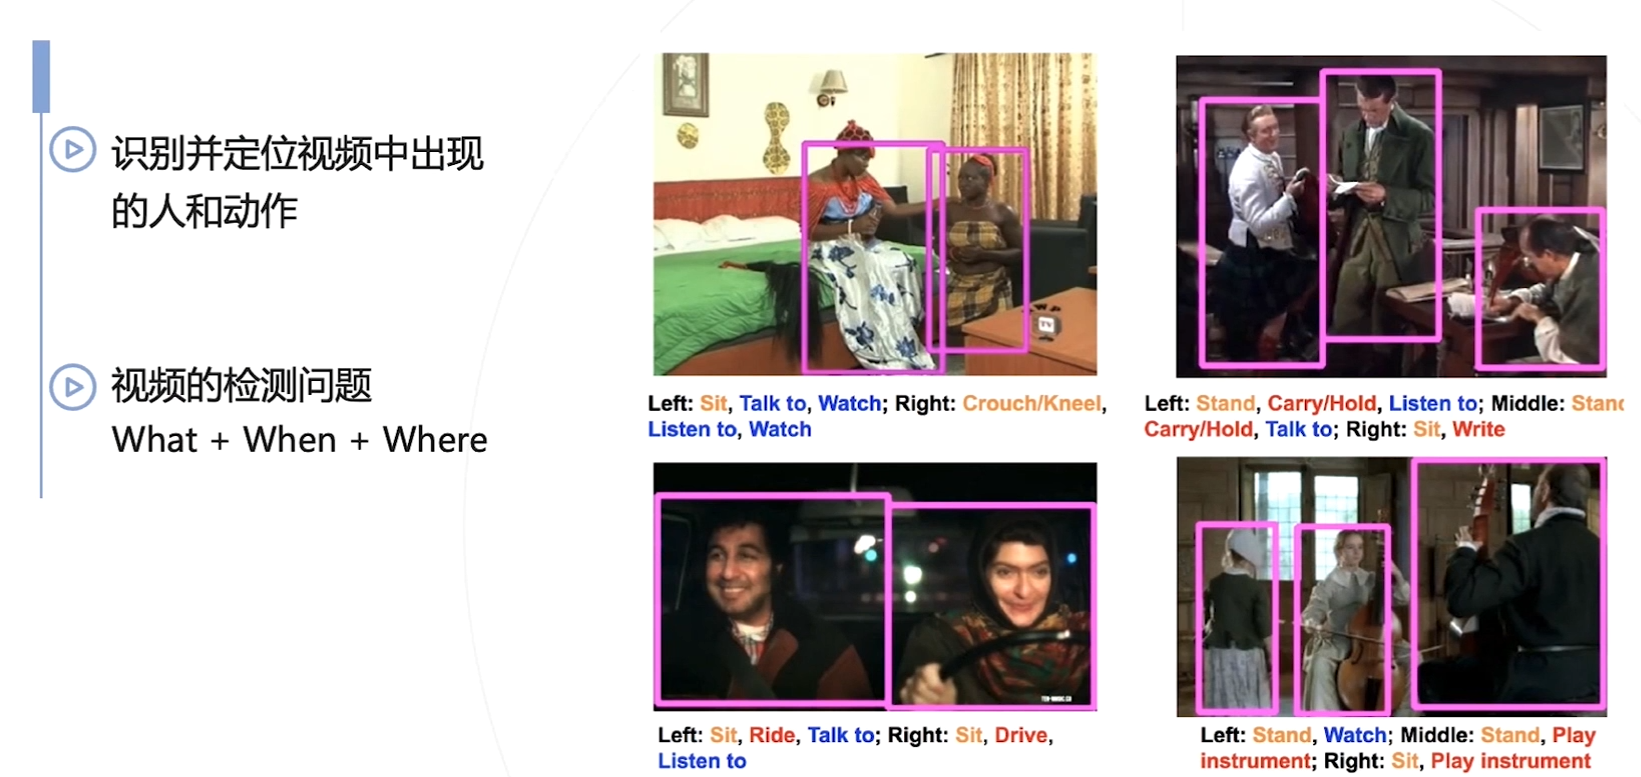 识别并定位视频中出现
的人和动作
视频的检测问题
What + When + Where
TV
Left: Sit, Talk to, Watch; Right: Crouch/Kneel,
Listen to, Watch
Left: Stand, Carry/Hold, Listen to; Middle: Stand
Carry/Hold, Talk to; Right: Sit, Write
Left: Sit, Ride, Talk to; Right: Sit, Drive,
Listen to
Left: Stand, Watch; Middle: Stand, Play
instrument; Right: Sit, Play instrument